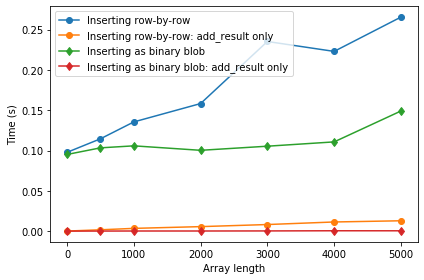 Inserting row-by-row
Inserting row-by-row: add_result only
Inserting as binary blob
Inserting as binary blob: add_result only
Time (s)
0.25
0.20
0.15
0.10
0.05
0.00
0 1000 2000 3000 4000 5000
Array length